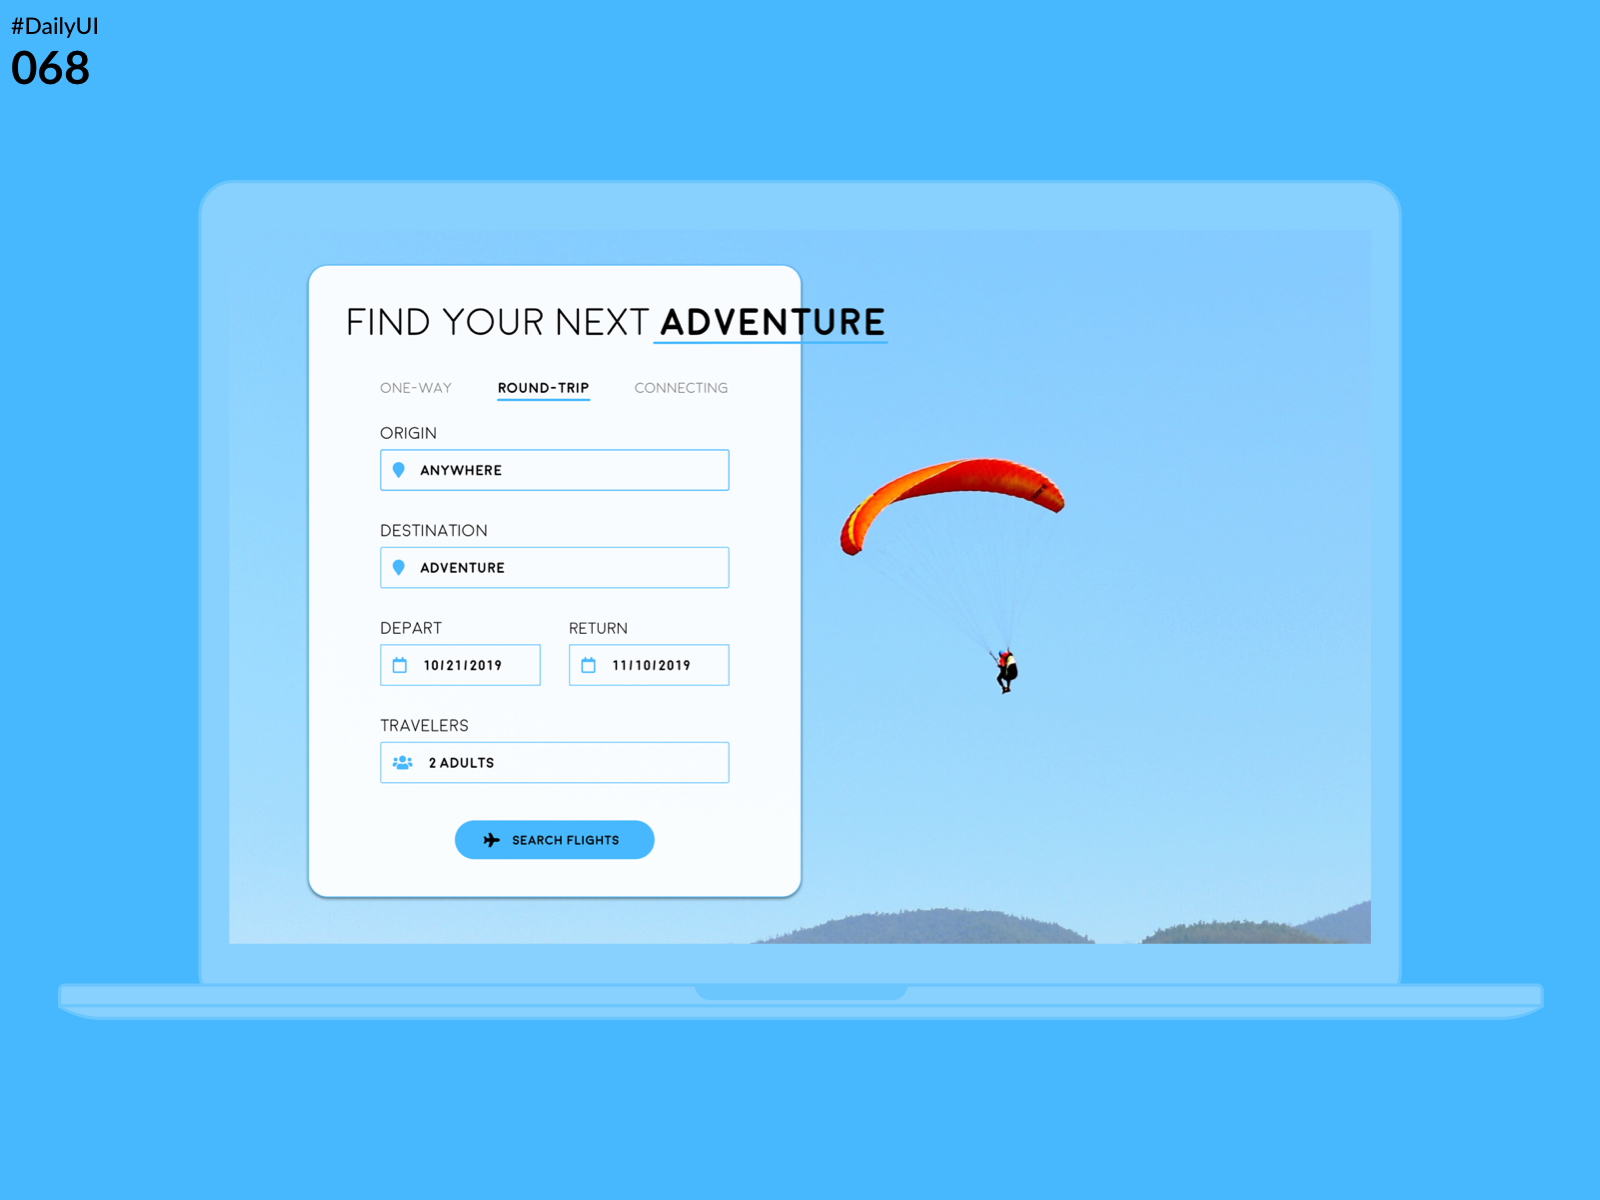 #DailyUI
068
FIND YOUR NEXT ADVENTURE
ONE-WAY ROUND-TRIP CONNECTING
ORIGIN
ANYWHERE
DESTINATION
ADVENTURE
DEPART RETURN
10/21/2019 11/10/2019
TRAVELERS
2 ADULTS
SEARCH FLIGHTS